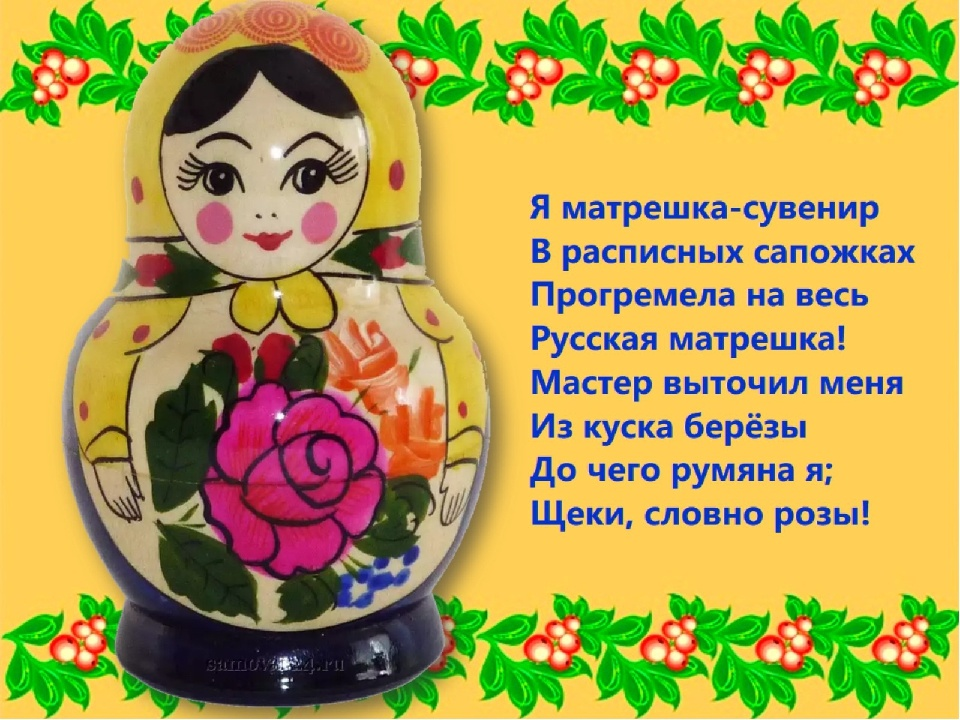 Я матрешка-сувенир
В расписных сапожках
Прогремела на весь
Русская матрешка!
Мастер выточил меня
Из куска берёзы
До чего румяна я;
Щеки, словно розы!